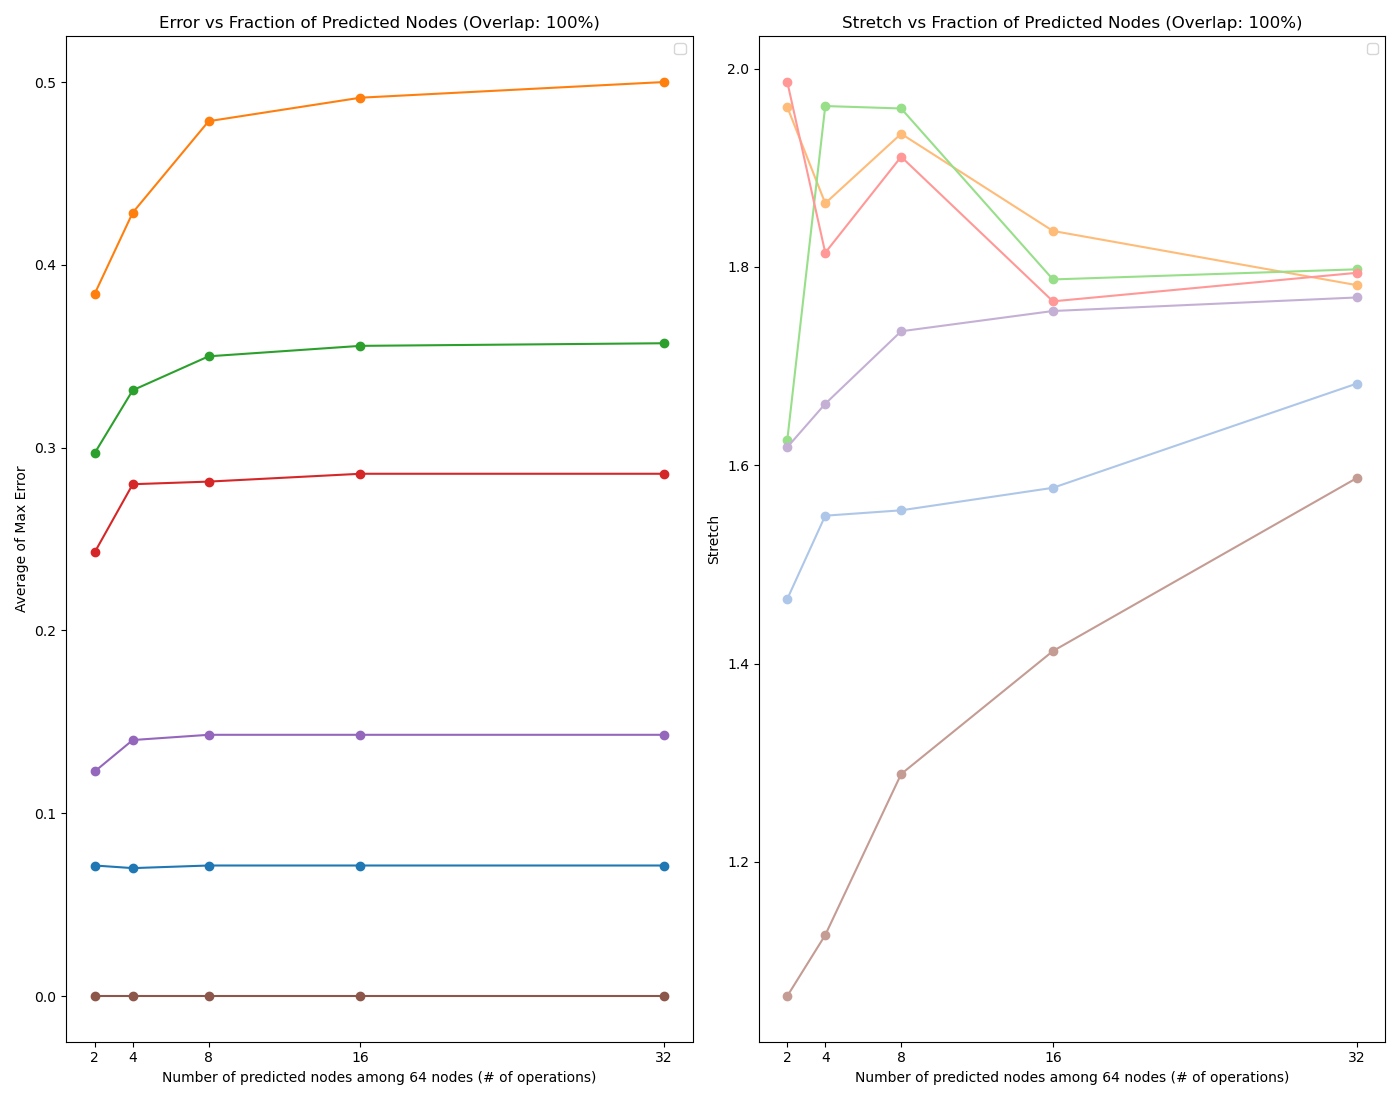 Error vs Fraction of Predicted Nodes (Overlap: 100%)
0.5
0.4
0.3
0.2
0.1
0.0
Average of Max Error
2 4 8 16 32
Number of predicted nodes among 64 nodes (# of operations)
Stretch vs Fraction of Predicted Nodes (Overlap: 100%)
2.0
1.8
1.6
1.4
1.2
Stretch
2 4 8 16 32
Number of predicted nodes among 64 nodes (# of operations)